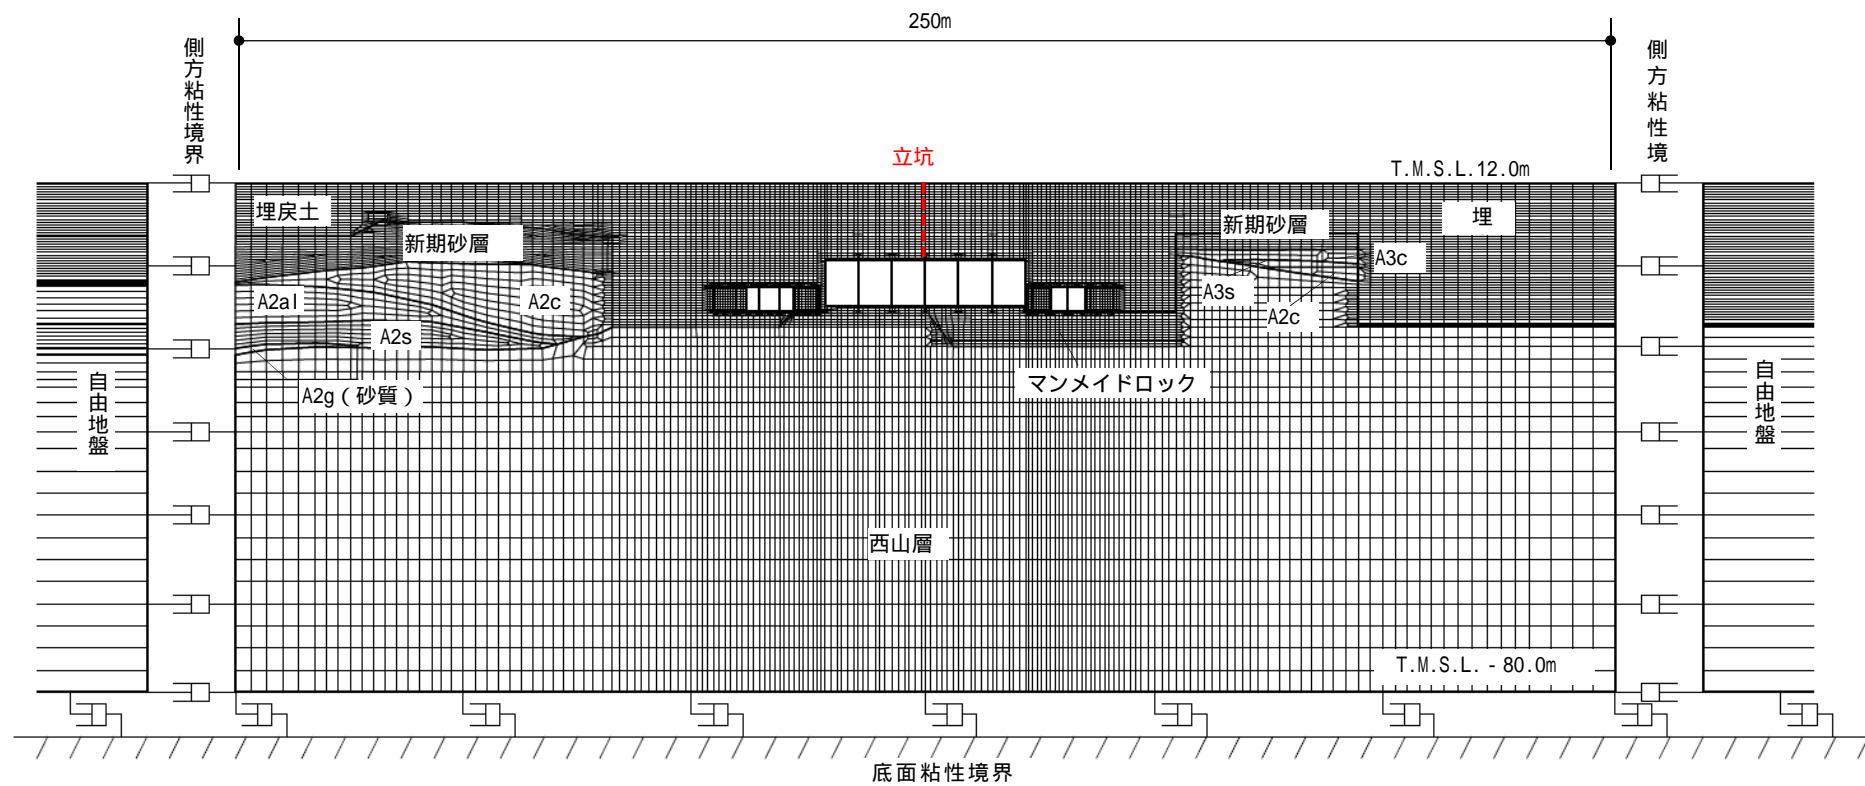 250m
側方粘性境界
側方粘性境
立坑
T.M.S.L.12.0m
埋戻土
新期砂層
新期砂層
埋
A3c
A2al
A2c
A3s
A2c
A2s
マンメイドロック
A2g(砂質)
自由地盤
自由地盤
西山層
T.M.S.L. - 80.0m
底面粘性境界